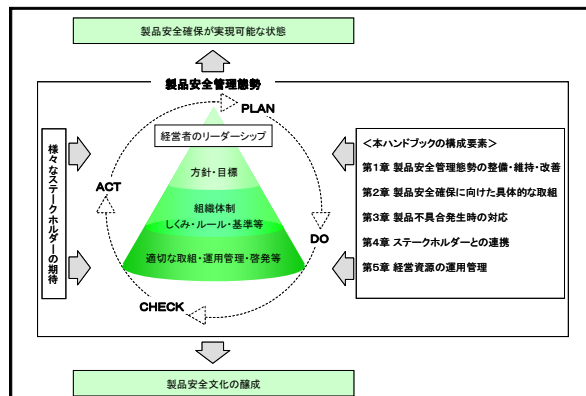 製品安全確保が実現可能な状態
製品安全管理態勢
PLAN
経営者のリーダーシップ
方針・目標
組織体制
しくみ・ルール・基準等
適切な取組・運用管理・啓発等
ACT
DO
CHECK
様々なステークホルダーの期待
＜本ハンドブックの構成要素＞
第1章 製品安全管理態勢の整備・維持・改善
第2章 製品安全確保に向けた具体的な取組
第3章 製品不具合発生時の対応
第4章 ステークホルダーとの連携
第5章 経営資源の運用管理
製品安全文化の醸成